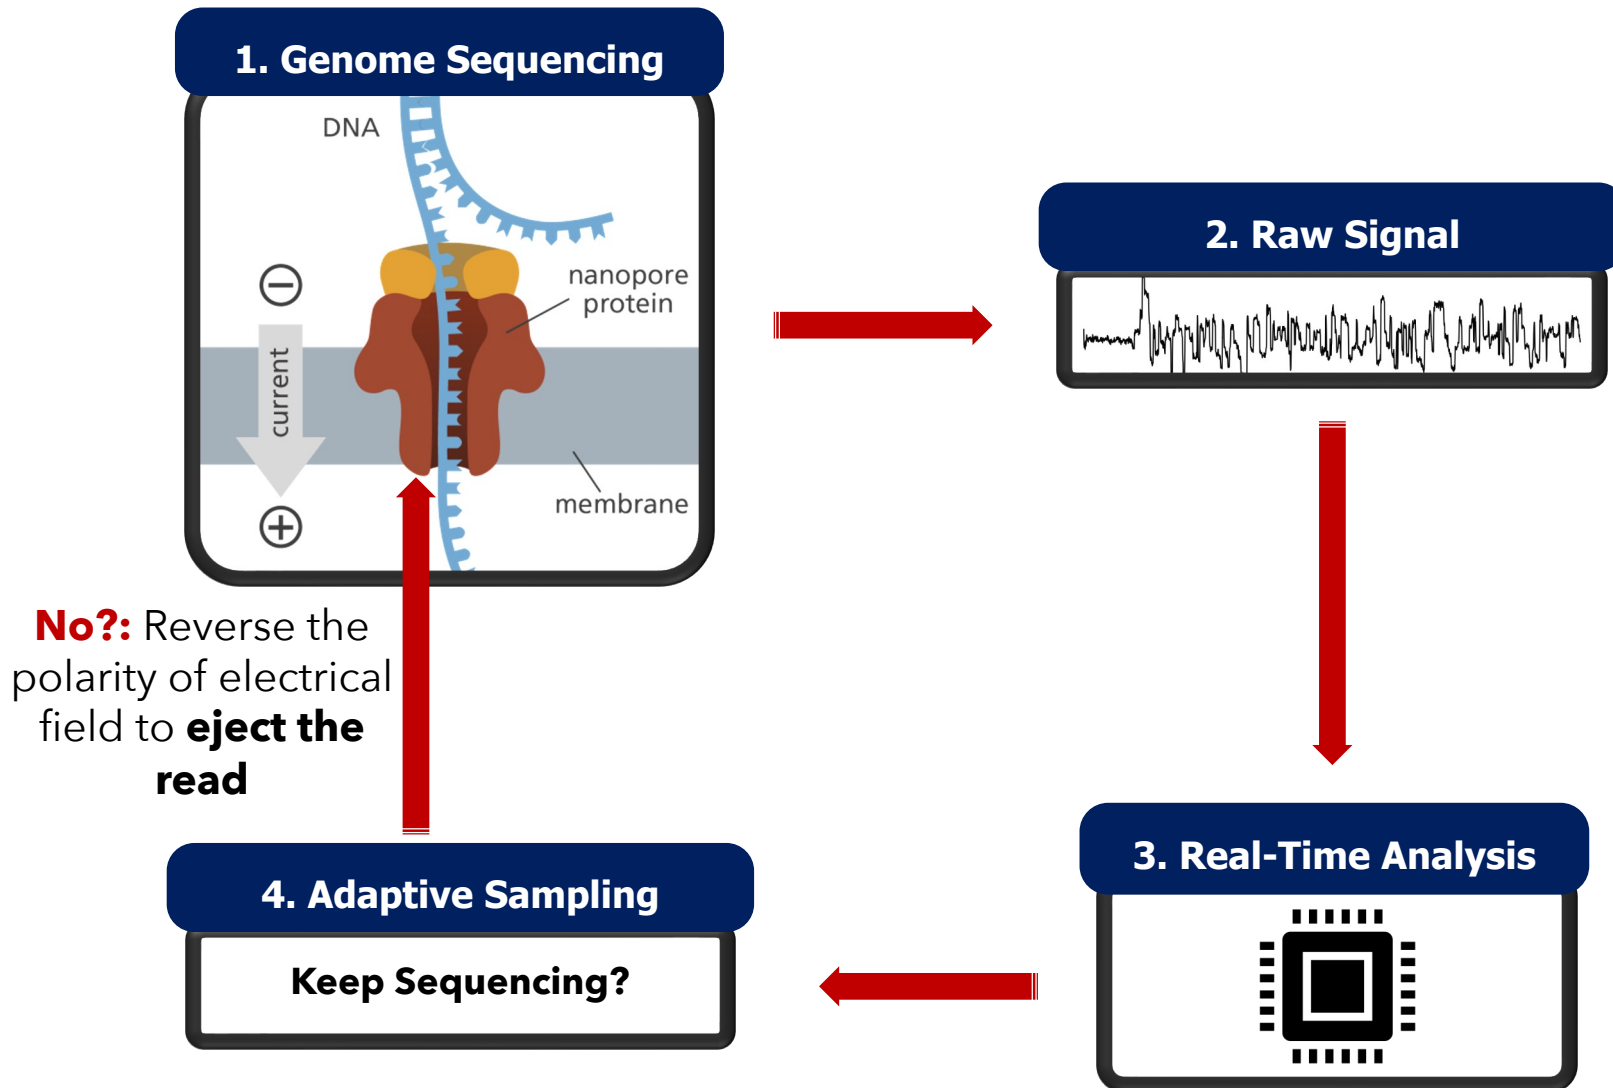 1. Genome Sequencing
DNA
nanopore
protein
current
membrane
2. Raw Signal
3. Real-Time Analysis
4. Adaptive Sampling
Keep Sequencing?
No?: Reverse the
polarity of electrical
field to eject the
read